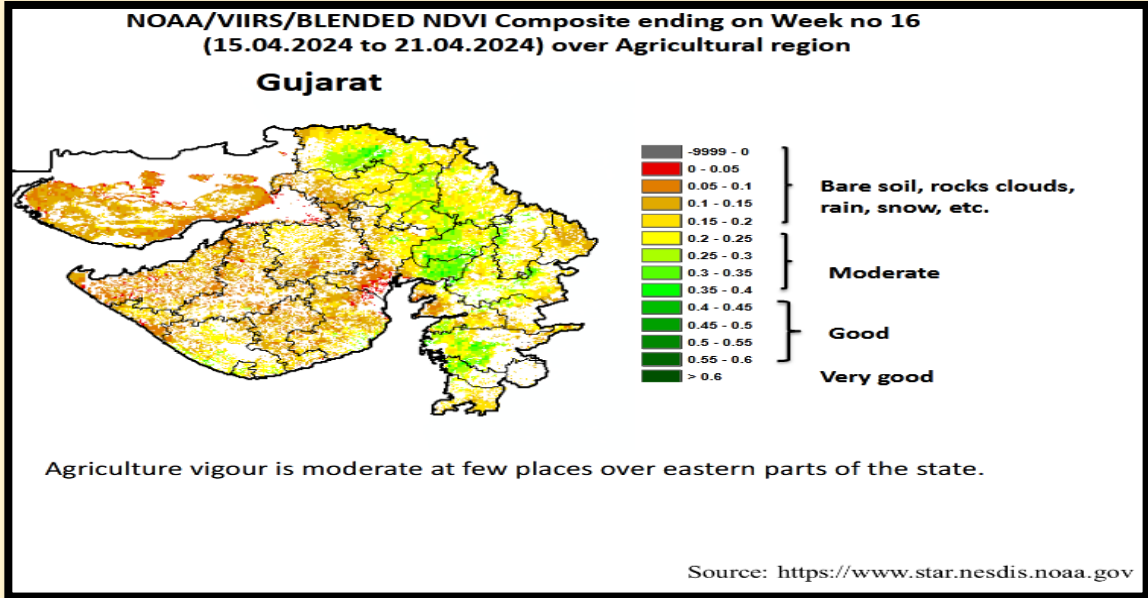 NOAA/VIIRS/BLENDED NDVI Composite ending on Week no 16
(15.04.2024 to 21.04.2024) over Agricultural region
Gujarat
-9999 - 0
0 - 0.05
0.05 - 0.1
0.1 - 0.15
0.15 - 0.2
0.2 - 0.25
0.25 - 0.3
0.3 - 0.35
0.35 - 0.4
0.4 - 0.45
0.45 - 0.5
0.5 - 0.55
0.55 - 0.6
> 0.6
Bare soil, rocks clouds,
rain, snow, etc.
Moderate
Good
Very good
Agriculture vigour is moderate at few places over eastern parts of the state.
Source: https://www.star.nesdis.noaa.gov